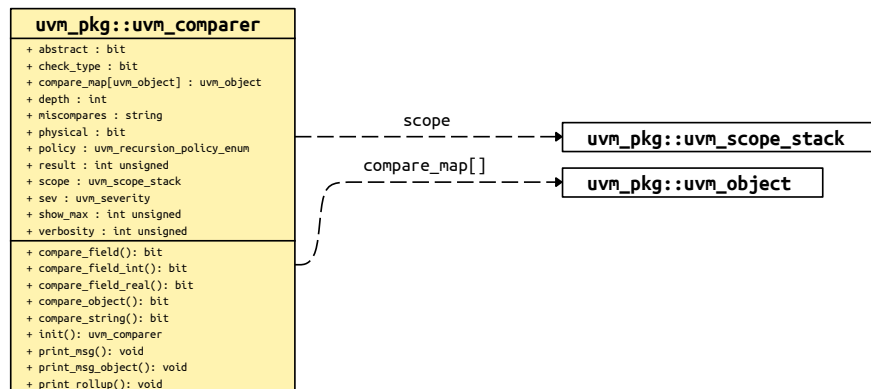 uvm_pkg::uvm_comparer
+ abstract : bit
+ check_type : bit
+ compare_map[uvm_object] : uvm_object
+ depth : int
+ miscompares : string
+ physical : bit
+ policy : uvm_recursion_policy_enum
+ result : int unsigned
+ scope : uvm_scope_stack
+ sev : uvm_severity
+ show_max : int unsigned
+ verbosity : int unsigned
+ compare_field(): bit
+ compare_field_int(): bit
+ compare_field_real(): bit
+ compare_object(): bit
+ compare_string(): bit
+ init(): uvm_comparer
+ print_msg(): void
+ print_msg_object(): void
+ print_rollup(): void
scope
uvm_pkg::uvm_scope_stack
compare_map[]
uvm_pkg::uvm_object